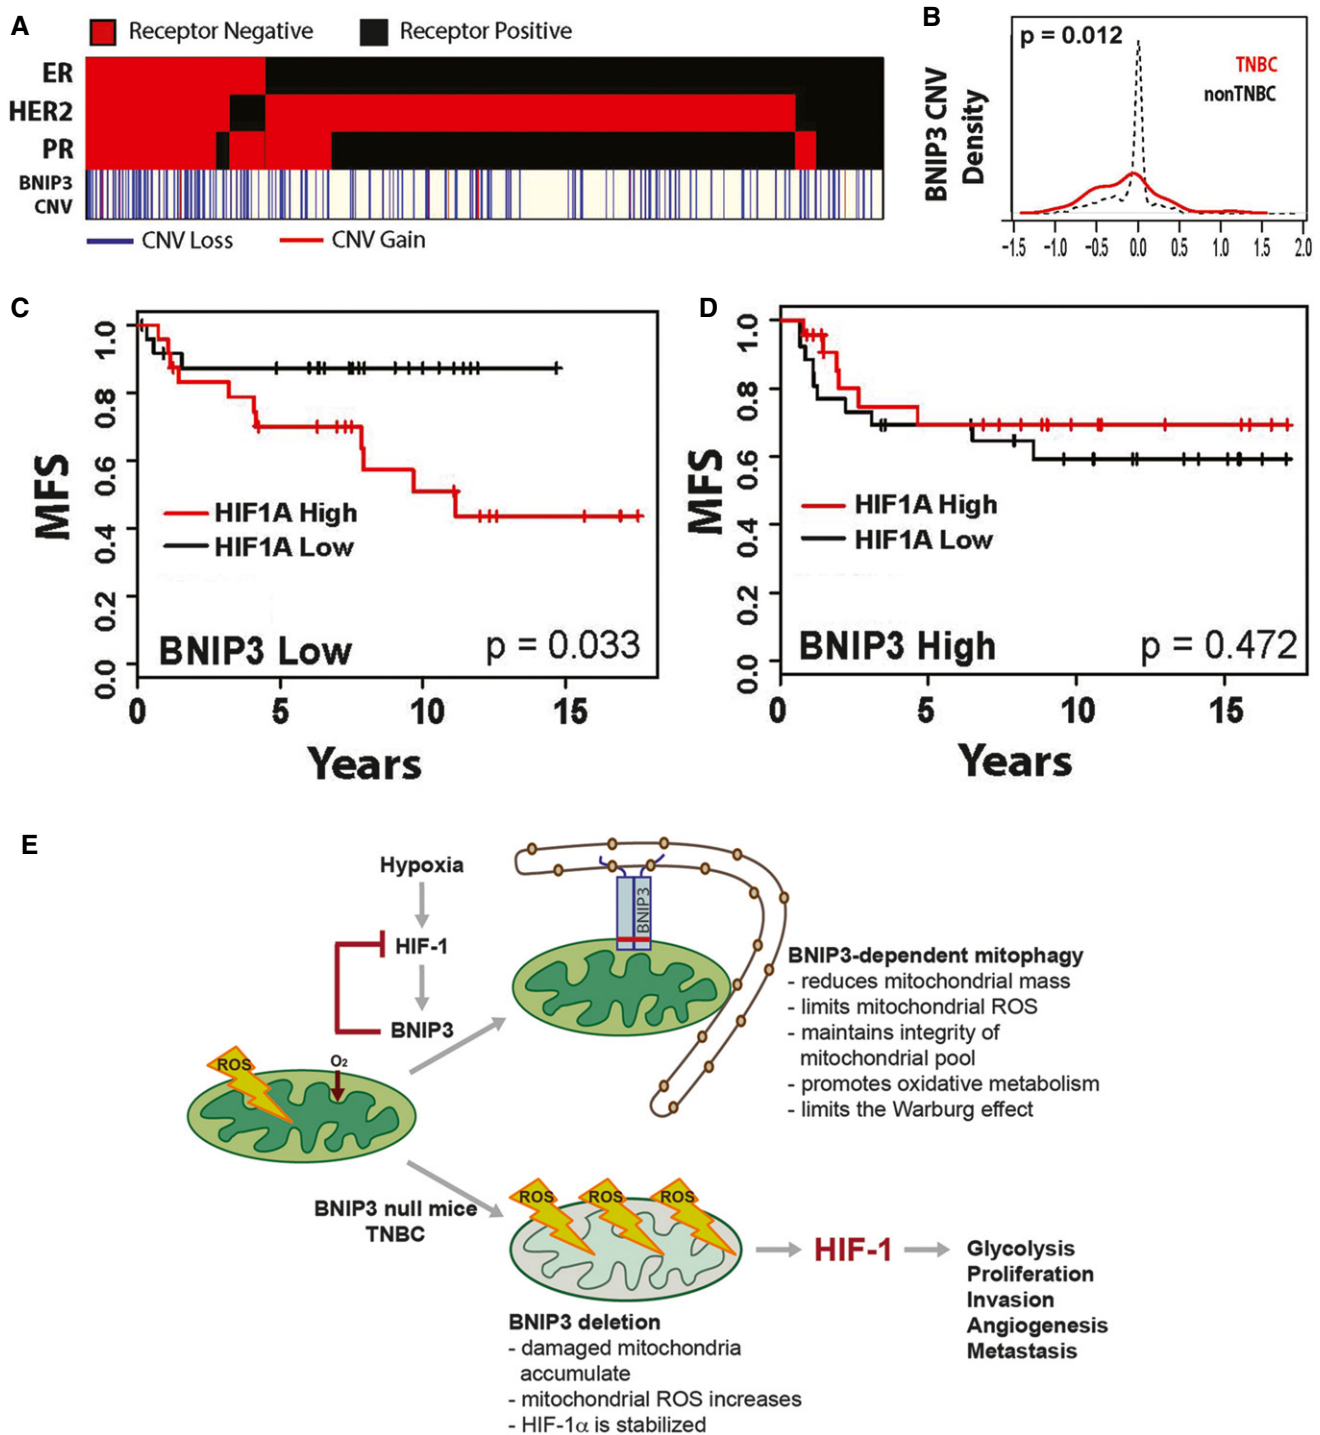 A
Receptor Negative
Receptor Positive
ER
HER2
PR
BNIP3
CNV
CNV Loss
CNV Gain
B
p = 0.012
TNBC
nonTNBC
BNIP3 CNV
Density
−1.5 −1.0 −0.5 0.0 0.5 1.0 1.5 2.0
C
MFS
1.0
0.8
0.6
0.4
0.2
0.0
HIF1A High
HIF1A Low
BNIP3 Low
p = 0.033
0 5 10 15
Years
D
MFS
1.0
0.8
0.6
0.4
0.2
0.0
HIF1A High
HIF1A Low
BNIP3 High
p = 0.472
0 5 10 15
Years
E
Hypoxia
HIF-1
BNIP3
ROS
O2
BNIP3
BNIP3-dependent mitophagy
- reduces mitochondrial mass
- limits mitochondrial ROS
- maintains integrity of
mitochondrial pool
- promotes oxidative metabolism
- limits the Warburg effect
BNIP3 null mice
TNBC
ROS
ROS
ROS
BNIP3 deletion
- damaged mitochondria
accumulate
- mitochondrial ROS increases
- HIF-1α is stabilized
HIF-1
Glycolysis
Proliferation
Invasion
Angiogenesis
Metastasis